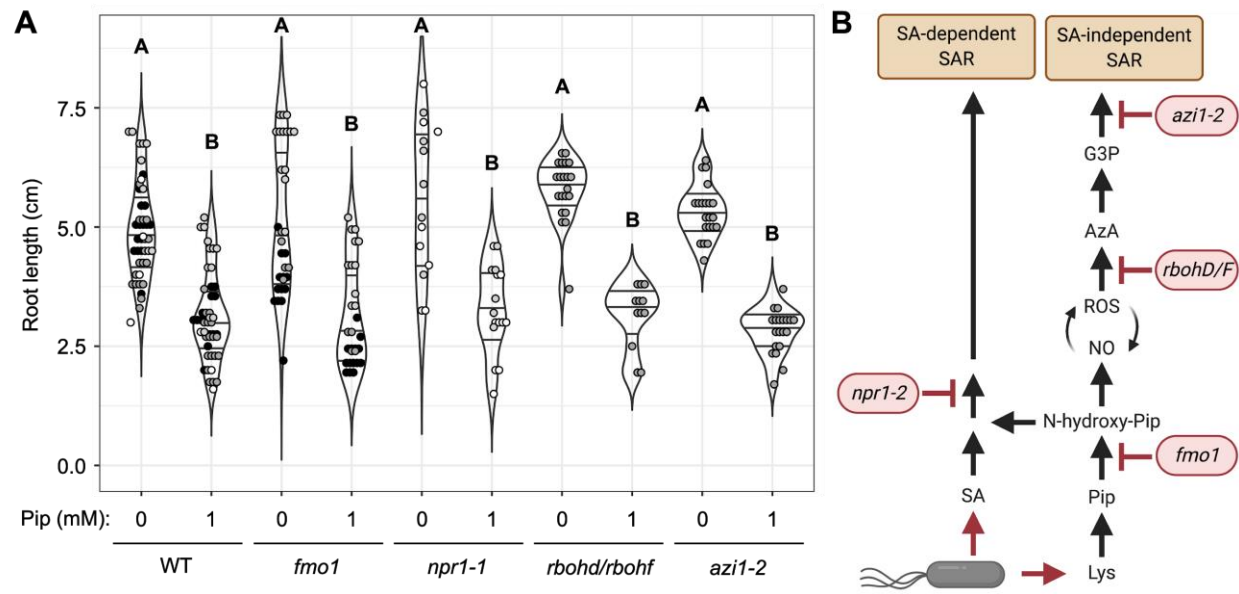 A
Root length (cm)
7.5
5.0
2.5
0.0
A
B
A
B
A
B
A
B
A
B
Pip (mM):
0
1
0
1
0
1
0
1
0
1
WT
fmo1
npr1-1
rbohd/rbohf
azi1-2
B
SA-dependent
SAR
SA-independent
SAR
azi1-2
G3P
AzA
rbohD/F
ROS
NO
npr1-2
N-hydroxy-Pip
fmo1
SA
Pip
Lys